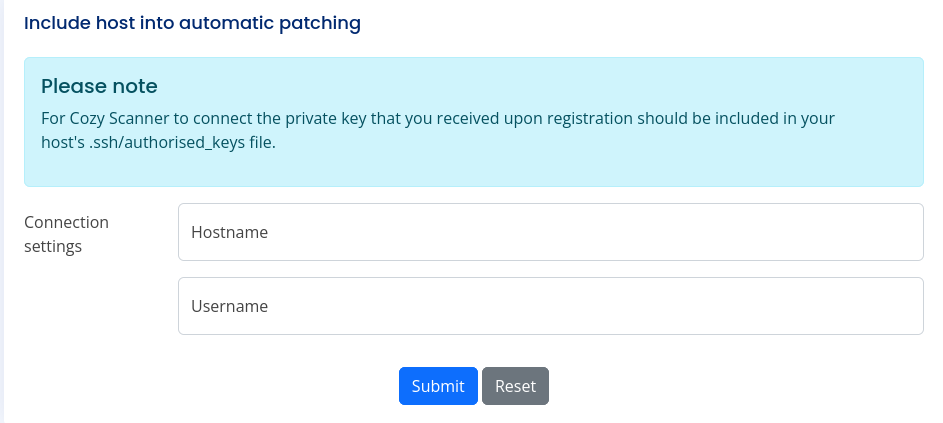 Include host into automatic patching
Please note
For Cozy Scanner to connect the private key that you received upon registration should be included in your
host's .ssh/authorised_keys file.
Connection
settings
Hostname
Username
Submit
Reset